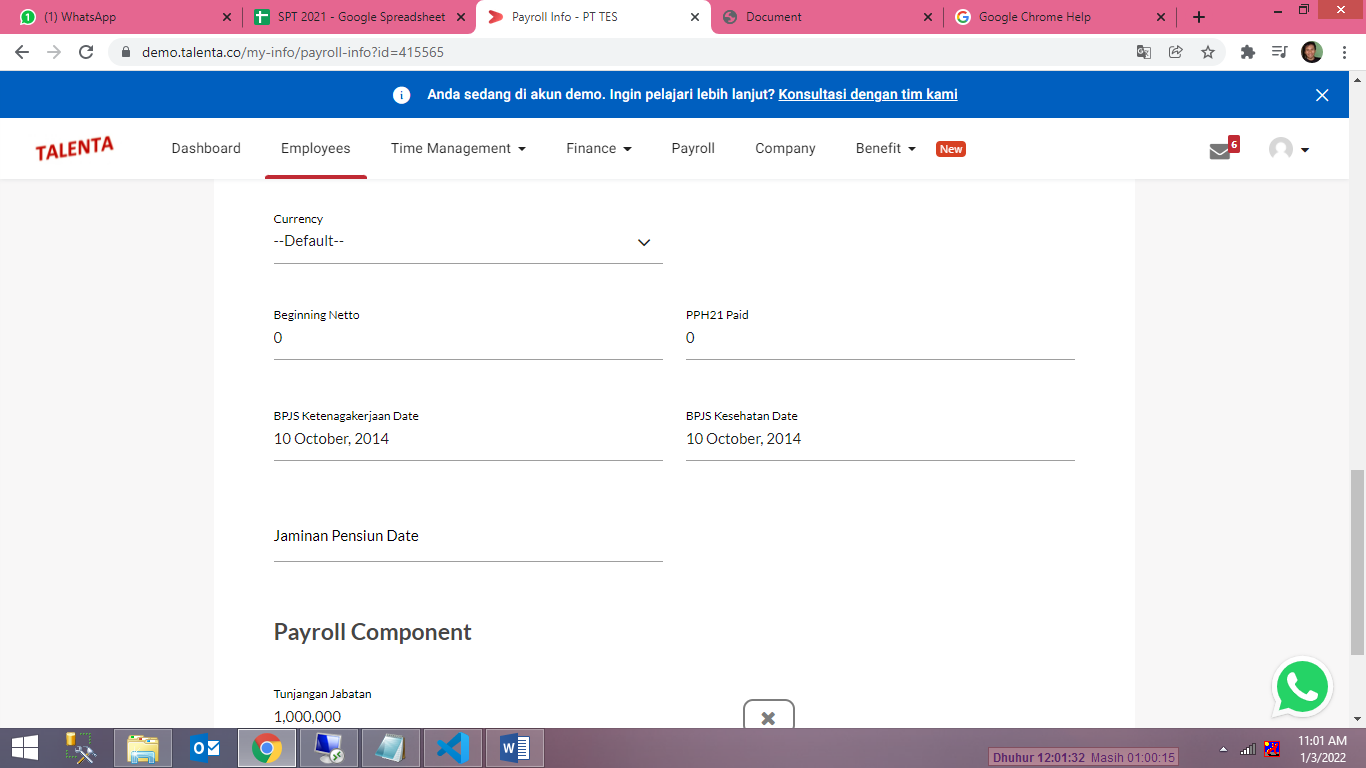 (1) WhatsApp
SPT 2021 - Google Spreadsheet
Payroll Info - PT TES
Document
Google Chrome Help
demo.talenta.co/my-info/payroll-info?id=415565
Anda sedang di akun demo. Ingin pelajari lebih lanjut? Konsultasi dengan tim kami
TALENTA
Dashboard
Employees
Time Management
Finance
Payroll
Company
Benefit
New
6
Currency
--Default--
Beginning Netto
0
PPH21 Paid
0
BPJS Ketenagakerjaan Date
10 October, 2014
BPJS Kesehatan Date
10 October, 2014
Jaminan Pensiun Date
Payroll Component
Tunjangan Jabatan
1,000,000
Dhuhur 12:01:32 Masih 01:00:15
11:01 AM
1/3/2022